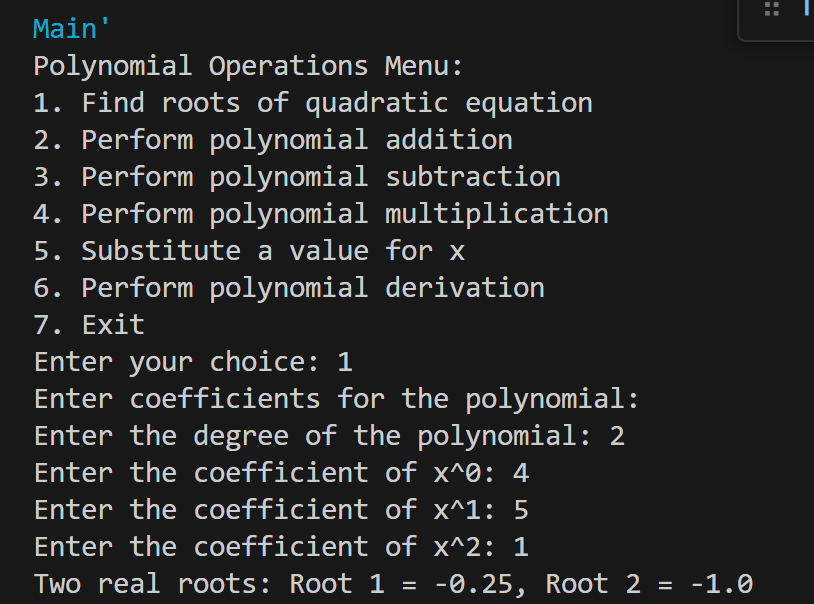 Main'
Polynomial Operations Menu:
1. Find roots of quadratic equation
2. Perform polynomial addition
3. Perform polynomial subtraction
4. Perform polynomial multiplication
5. Substitute a value for x
6. Perform polynomial derivation
7. Exit
Enter your choice: 1
Enter coefficients for the polynomial:
Enter the degree of the polynomial: 2
Enter the coefficient of x^0: 4
Enter the coefficient of x^1: 5
Enter the coefficient of x^2: 1
Two real roots: Root 1 = -0.25, Root 2 = -1.0